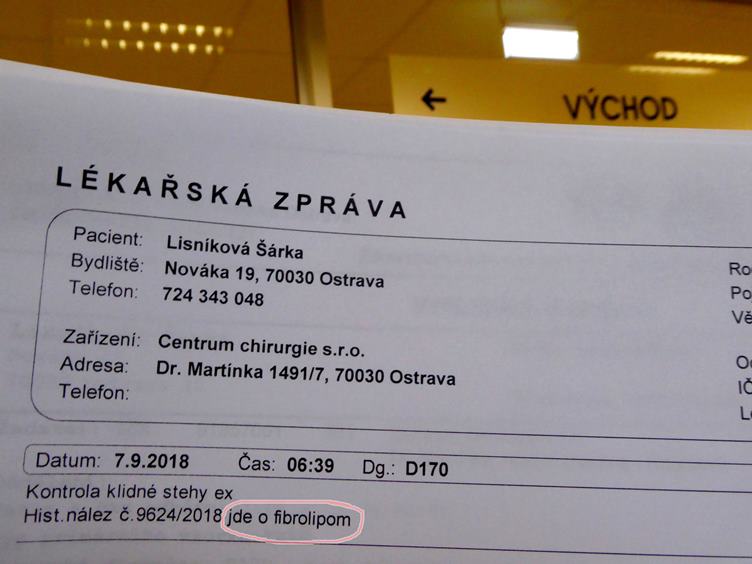 ← VÝCHOD
LÉKAŘSKÁ ZPRÁVA
Pacient: Lisníková Šárka
Bydliště: Nováka 19, 70030 Ostrava
Telefon: 724 343 048
Zařízení: Centrum chirurgie s.r.o.
Adresa: Dr. Martínka 1491/7, 70030 Ostrava
Telefon:
Datum: 7.9.2018 Čas: 06:39 Dg.: D170
Kontrola klidné stehy ex
Hist.nález č.9624/2018 jde o fibrolipom